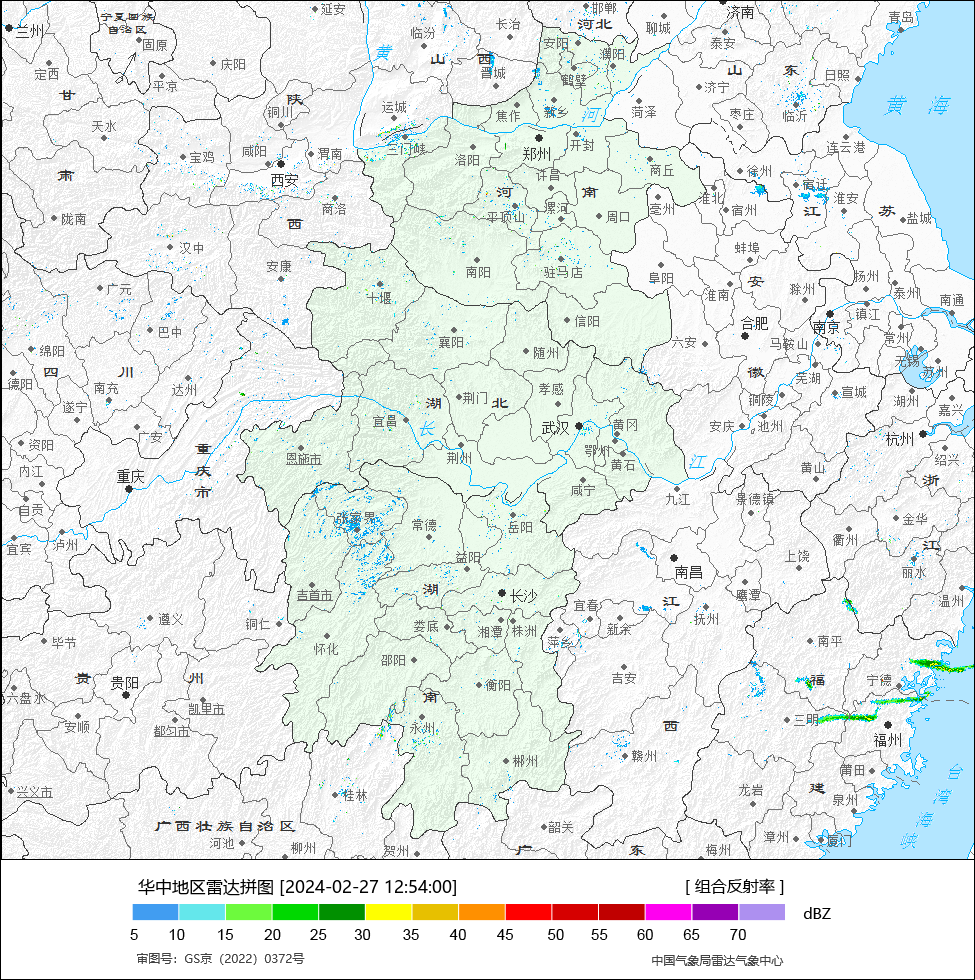 宁夏回族
自治区
延安
邯郸
河北
聊城
济南
青岛
兰州
固原
临汾
长治
黄
山
西
安阳
濮阳
泰安
山
东
日照
定西
庆阳
平凉
晋城
鹤壁
甘
陕
铜川
运城
焦作
新乡
河
菏泽
济宁
枣庄
临沂
黄
海
天水
宝鸡
咸阳
渭南
三门峡
洛阳
郑州
开封
连云港
肃
西安
商洛
河
许昌
南
商丘
徐州
宿迁
淮安
陇南
西
平顶山
漯河
周口
亳州
淮北
宿州
江
苏
盐城
汉中
安康
南阳
驻马店
阜阳
蚌埠
广元
十堰
淮南
安
滁州
扬州
泰州
南通
巴中
襄阳
信阳
合肥
南京
镇江
绵阳
随州
六安
马鞍山
常州
无锡
苏州
四
川
德阳
南充
达州
荆门
孝感
徽
芜湖
宣城
铜陵
湖州
嘉兴
遂宁
湖
北
宜昌
长
武汉
黄冈
安庆
池州
杭州
资阳
广安
重
庆
市
恩施市
荆州
鄂州
黄石
江
绍兴
内江
重庆
咸宁
九江
黄山
浙
自贡
张家界
常德
岳阳
景德镇
金华
宜宾
泸州
益阳
南昌
上饶
衢州
江
丽水
吉首市
湖
长沙
宜春
江
鹰潭
温州
遵义
铜仁
娄底
湘潭
株洲
新余
抚州
毕节
怀化
邵阳
萍乡
南平
贵
贵阳
州
衡阳
吉安
福
宁德
六盘水
凯里市
南
安顺
都匀市
永州
西
三明
福州
郴州
赣州
莆田
兴义市
桂林
龙岩
建
泉州
台
湾
海
峡
广西壮族自治区
河池
柳州
贺州
韶关
广
东
梅州
漳州
厦门
华中地区雷达拼图 [2024-02-27 12:54:00]
[ 组合反射率 ]
dBZ
5 10 15 20 25 30 35 40 45 50 55 60 65 70
审图号：GS京（2022）0372号
中国气象局雷达气象中心